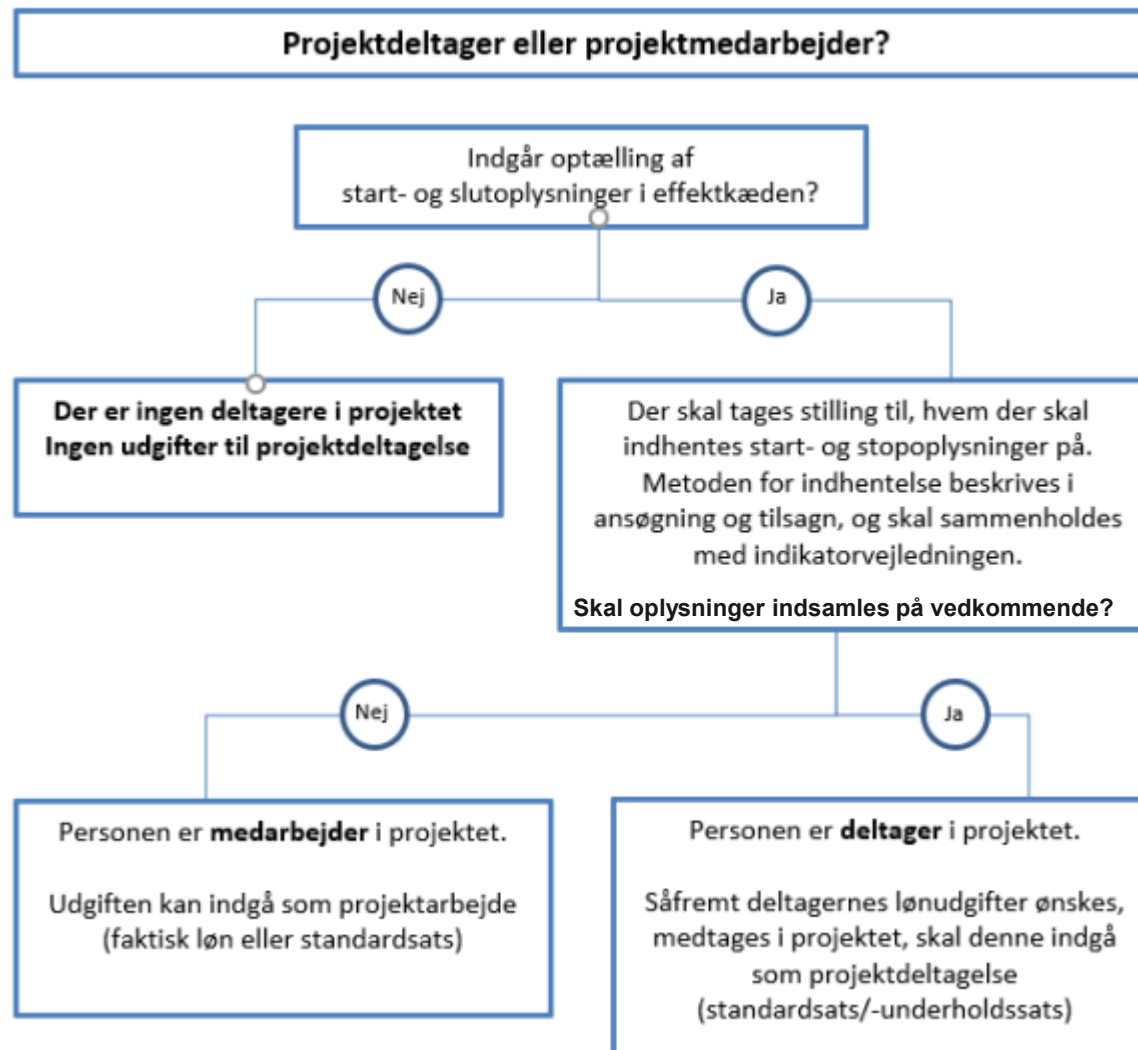 Projektdeltager eller projektmedarbejder?
Indgår optælling af
start- og slutoplysninger i effektkæden?
Nej
Ja
Der er ingen deltagere i projektet
Ingen udgifter til projektdeltagelse
Der skal tages stilling til, hvem der skal
indhentes start- og stopoplysninger på.
Metoden for indhentelse beskrives i
ansøgning og tilsagn, og skal sammenholdes
med indikatorvejledningen.
Skal oplysninger indsamles på vedkommende?
Nej
Ja
Personen er medarbejder i projektet.
Udgiften kan indgå som projektarbejde
(faktisk løn eller standardsats)
Personen er deltager i projektet.
Såfremt deltagernes lønudgifter ønskes,
medtages i projektet, skal denne indgå
som projektdeltagelse
(standardsats/-underholdssats)